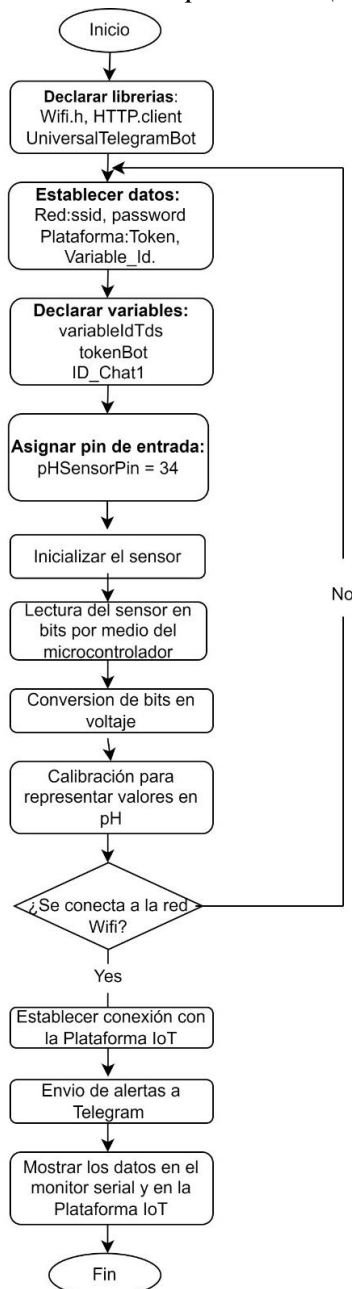 Inicio
Declarar librerias:
Wifi.h, HTTP.client
UniversalTelegramBot
Establecer datos:
Red:ssid, password
Plataforma:Token,
Variable_Id.
Declarar variables:
variableIdTds
tokenBot
ID_Chat1
Asignar pin de entrada:
pHSensorPin = 34
Inicializar el sensor
Lectura del sensor en
bits por medio del
microcontrolador
Conversion de bits en
voltaje
Calibración para
representar valores en
pH
¿Se conecta a la red
Wifi?
No
Yes
Establecer conexión con
la Plataforma IoT
Envio de alertas a
Telegram
Mostrar los datos en el
monitor serial y en la
Plataforma IoT
Fin